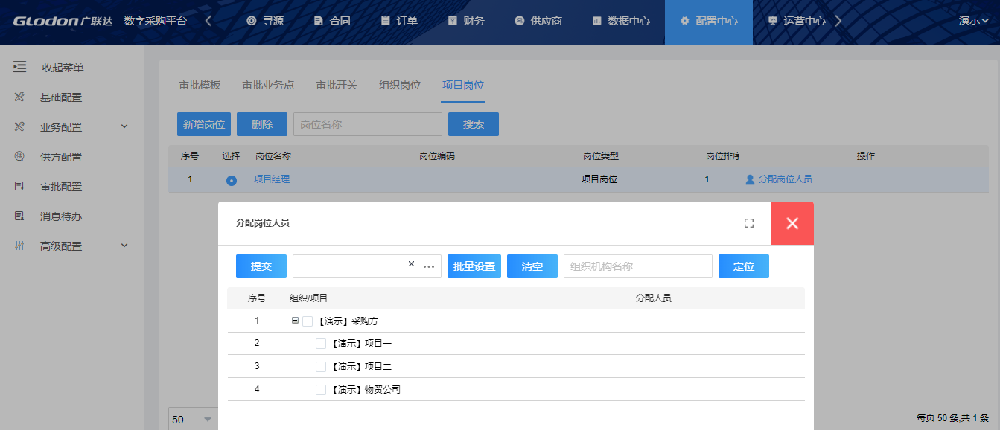 Glodon广联达 数字采购平台 寻源 合同 订单 财务 供应商 数据中心 配置中心 运营中心 演示
收起菜单
基础配置
业务配置
供方配置
审批配置
消息待办
高级配置
审批模板 审批业务点 审批开关 组织岗位 项目岗位
新增岗位 删除 岗位名称 搜索
序号 选择 岗位名称 岗位编码 岗位类型 岗位排序 操作
1 项目经理 项目岗位 1 分配岗位人员
分配岗位人员
提交 批量设置 清空 组织机构名称 定位
序号 组织/项目 分配人员
1 【演示】采购方
2 【演示】项目一
3 【演示】项目二
4 【演示】物贸公司
50 每页 50 条,共 1 条